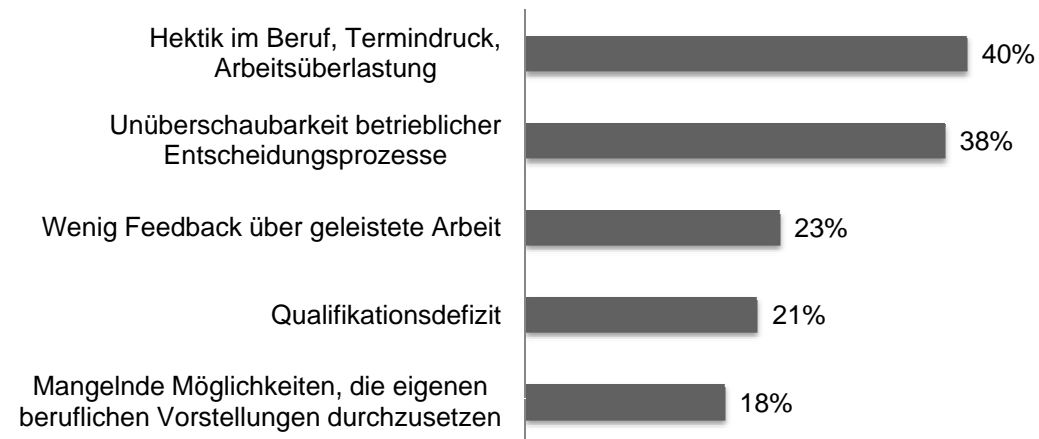 Hektik im Beruf, Termindruck,
Arbeitsüberlastung
40%
Unüberschaubarkeit betrieblicher
Entscheidungsprozesse
38%
Wenig Feedback über geleistete Arbeit
23%
Qualifikationsdefizit
21%
Mangelnde Möglichkeiten, die eigenen
beruflichen Vorstellungen durchzusetzen
18%